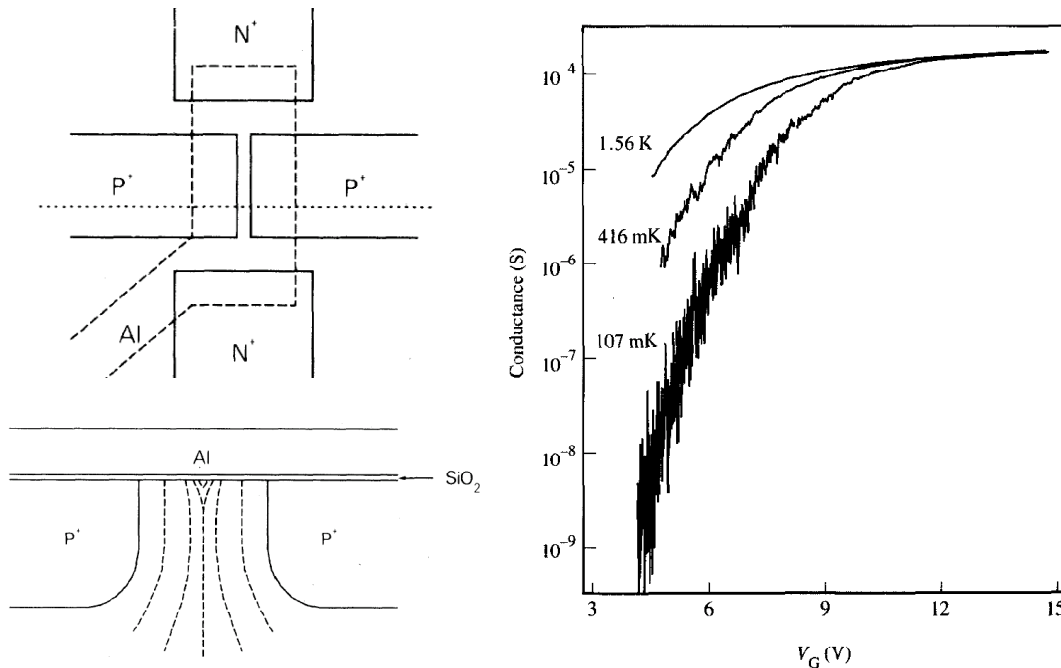 N⁺
P⁺ P⁺
Al
N⁺
Al
SiO₂
P⁺ P⁺
Conductance (S)
10⁻⁴
10⁻⁵
10⁻⁶
10⁻⁷
10⁻⁸
10⁻⁹
1.56 K
416 mK
107 mK
3 6 9 12 15
V_G (V)